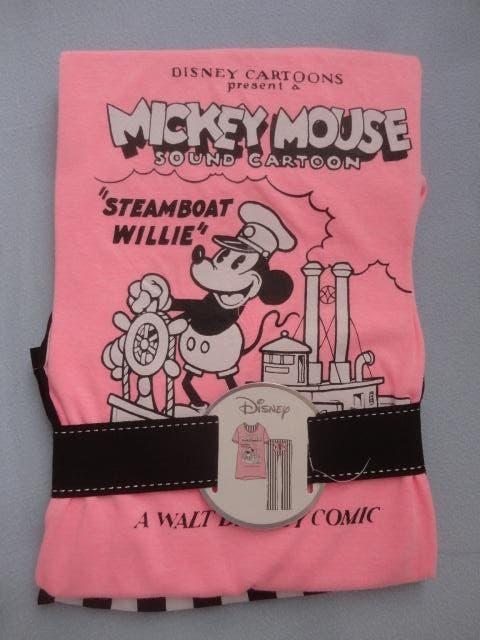 DISNEY CARTOONS
present a
MICKEY MOUSE
SOUND CARTOON
"STEAMBOAT
WILLIE"
Disney
A WALT COMIC